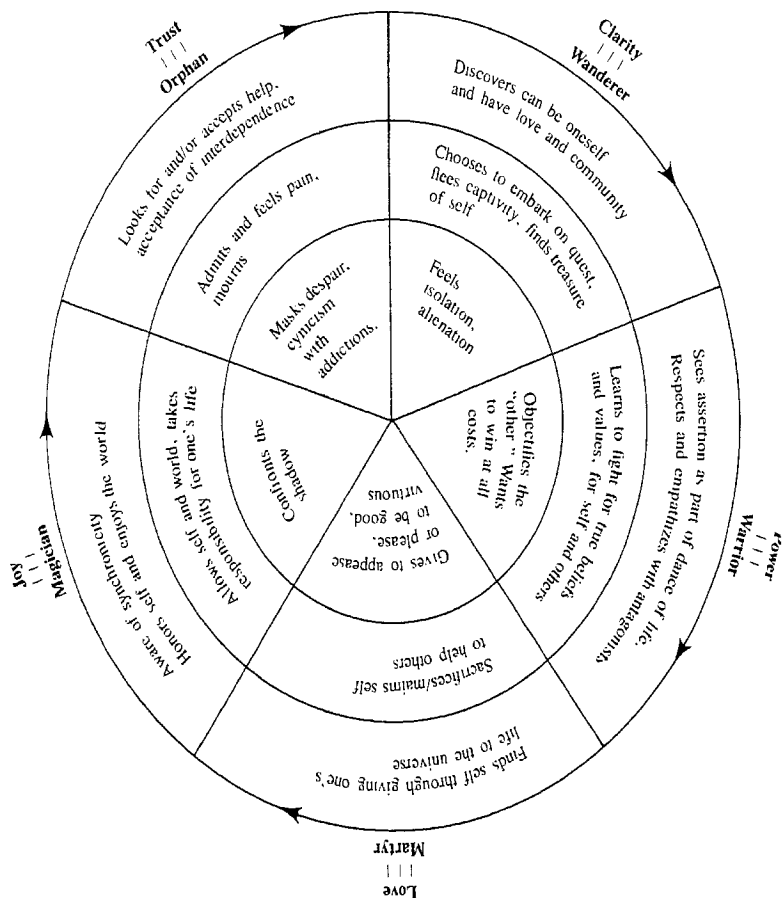 Trust
Orphan
Looks for and/or accepts help,
acceptance of interdependence
Admits and feels pain,
mourns
Masks despair,
cynicism
with
addictions.
Clarity
Wanderer
Discovers can be oneself
and have love and community
Chooses to embark on quest,
flees captivity, finds treasure
of self
Feels
isolation,
alienation
Power
Warrior
Sees assertion as part of dance of life.
Respects and empathizes with antagonists
Learns to fight for true beliefs
and values, for self and others
Objectifies the
"other" Wants
to win at all
costs.
Love
Martyr
Finds self through giving one's
life to the universe
Sacrifices/maims self
to help others
Gives to appease
or please.
to be good,
virtuous
Joy
Magician
Aware of synchronicity
Honors self and enjoys the world
Allows self and world, takes
responsibility for one's life
Confronts the
shadow